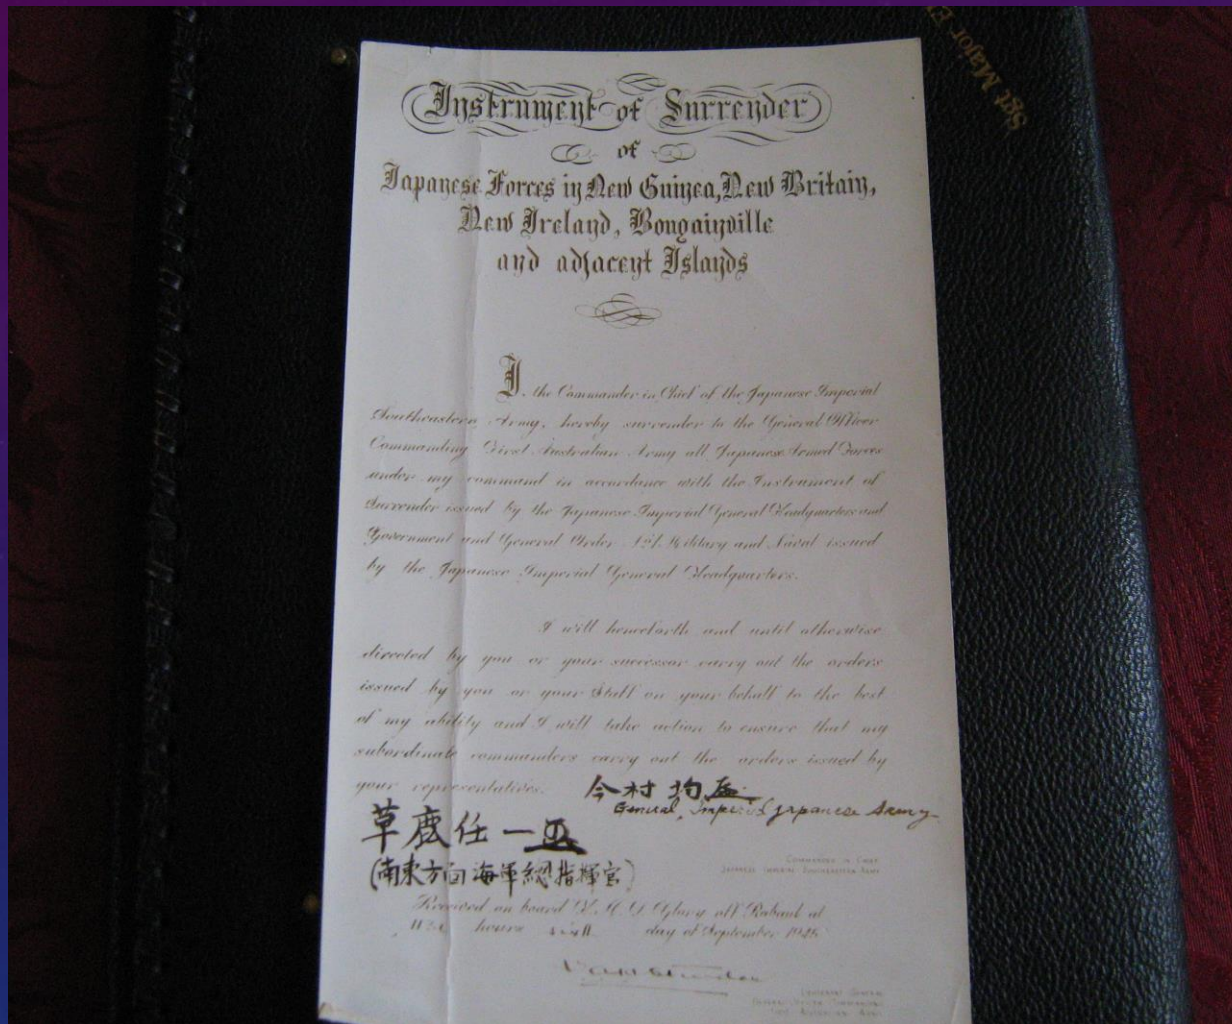 Sgt Major
Instrument of Surrender
of
Japanese Forces in New Guinea, New Britain,
New Ireland, Bougainville
and adjacent Islands
I, the Commander in Chief of the Japanese Imperial
Southeastern Army, hereby surrender to the General Officer
Commanding First Australian Army all Japanese Armed Forces
under my command in accordance with the Instrument of
Surrender issued by the Japanese Imperial General Headquarters and
Government and General Order No 1. Military and Naval issued
by the Japanese Imperial General Headquarters.
I will henceforth and until otherwise
directed by you or your successor carry out the orders
issued by you or your Staff on your behalf to the best
of my ability and I will take action to ensure that my
subordinate commanders carry out the orders issued by
your representatives.
今村 均
General, Imperial Japanese Army
草鹿任一
(南東方面海軍総指揮官)
Commander in Chief
Japanese Imperial Southeastern Army
Received on board H.M.S. Glory off Rabaul at
hours day of September 1945
Lieutenant General
General Officer Commanding
First Australian Army